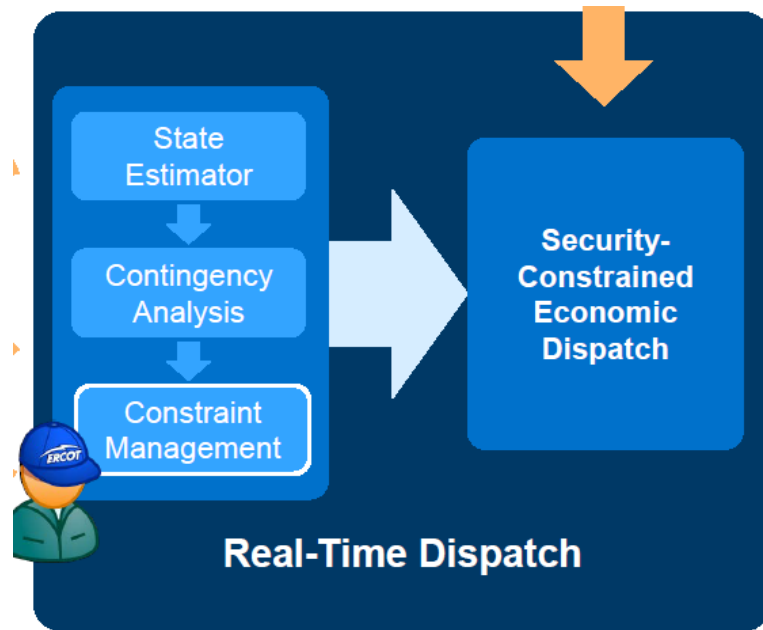 State
Estimator
Contingency
Analysis
Constraint
Management
ERCOT
Security-
Constrained
Economic
Dispatch
Real-Time Dispatch